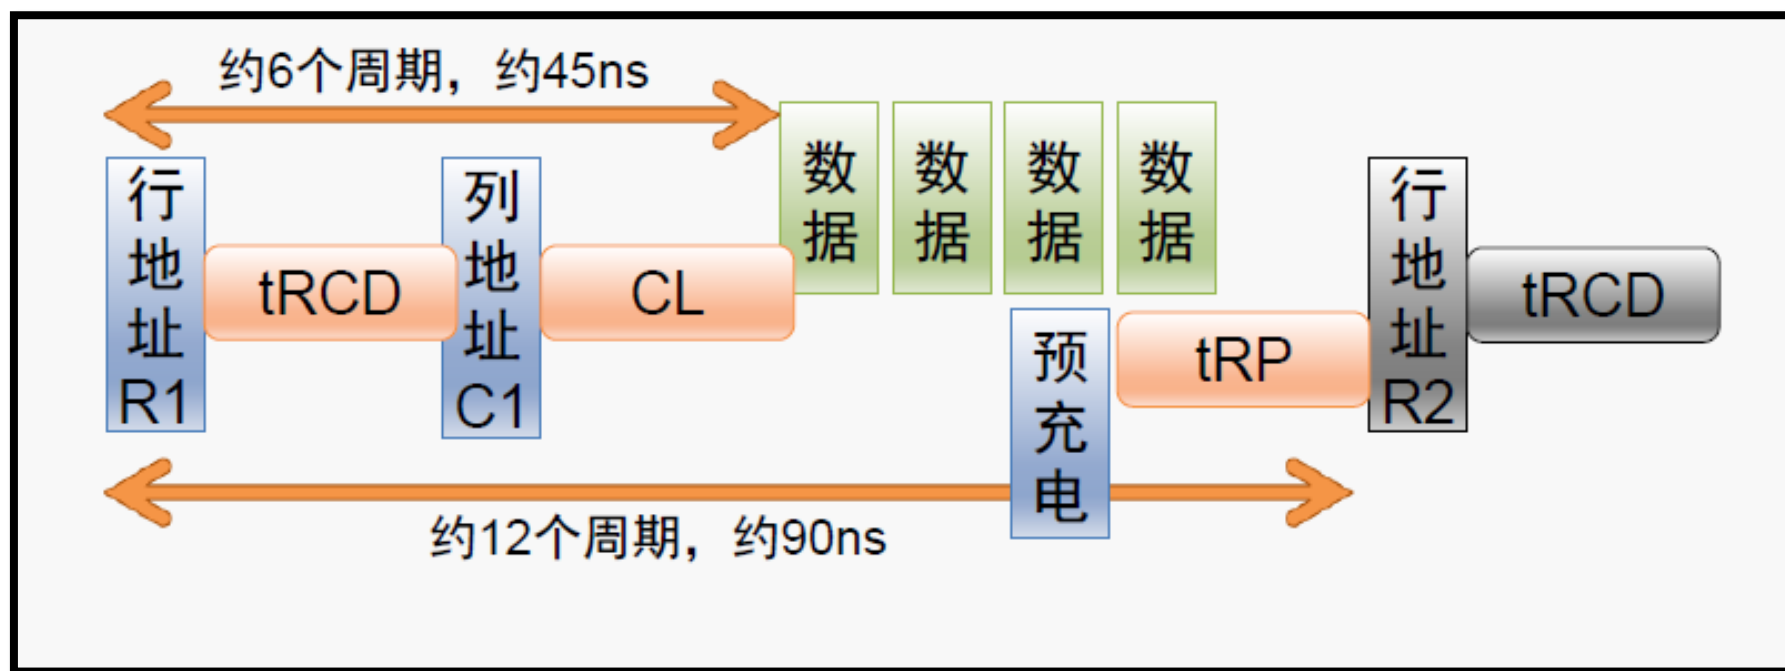 约6个周期，约45ns
行地址R1
tRCD
列地址C1
CL
数据
数据
数据
数据
预充电
tRP
行地址R2
tRCD
约12个周期，约90ns